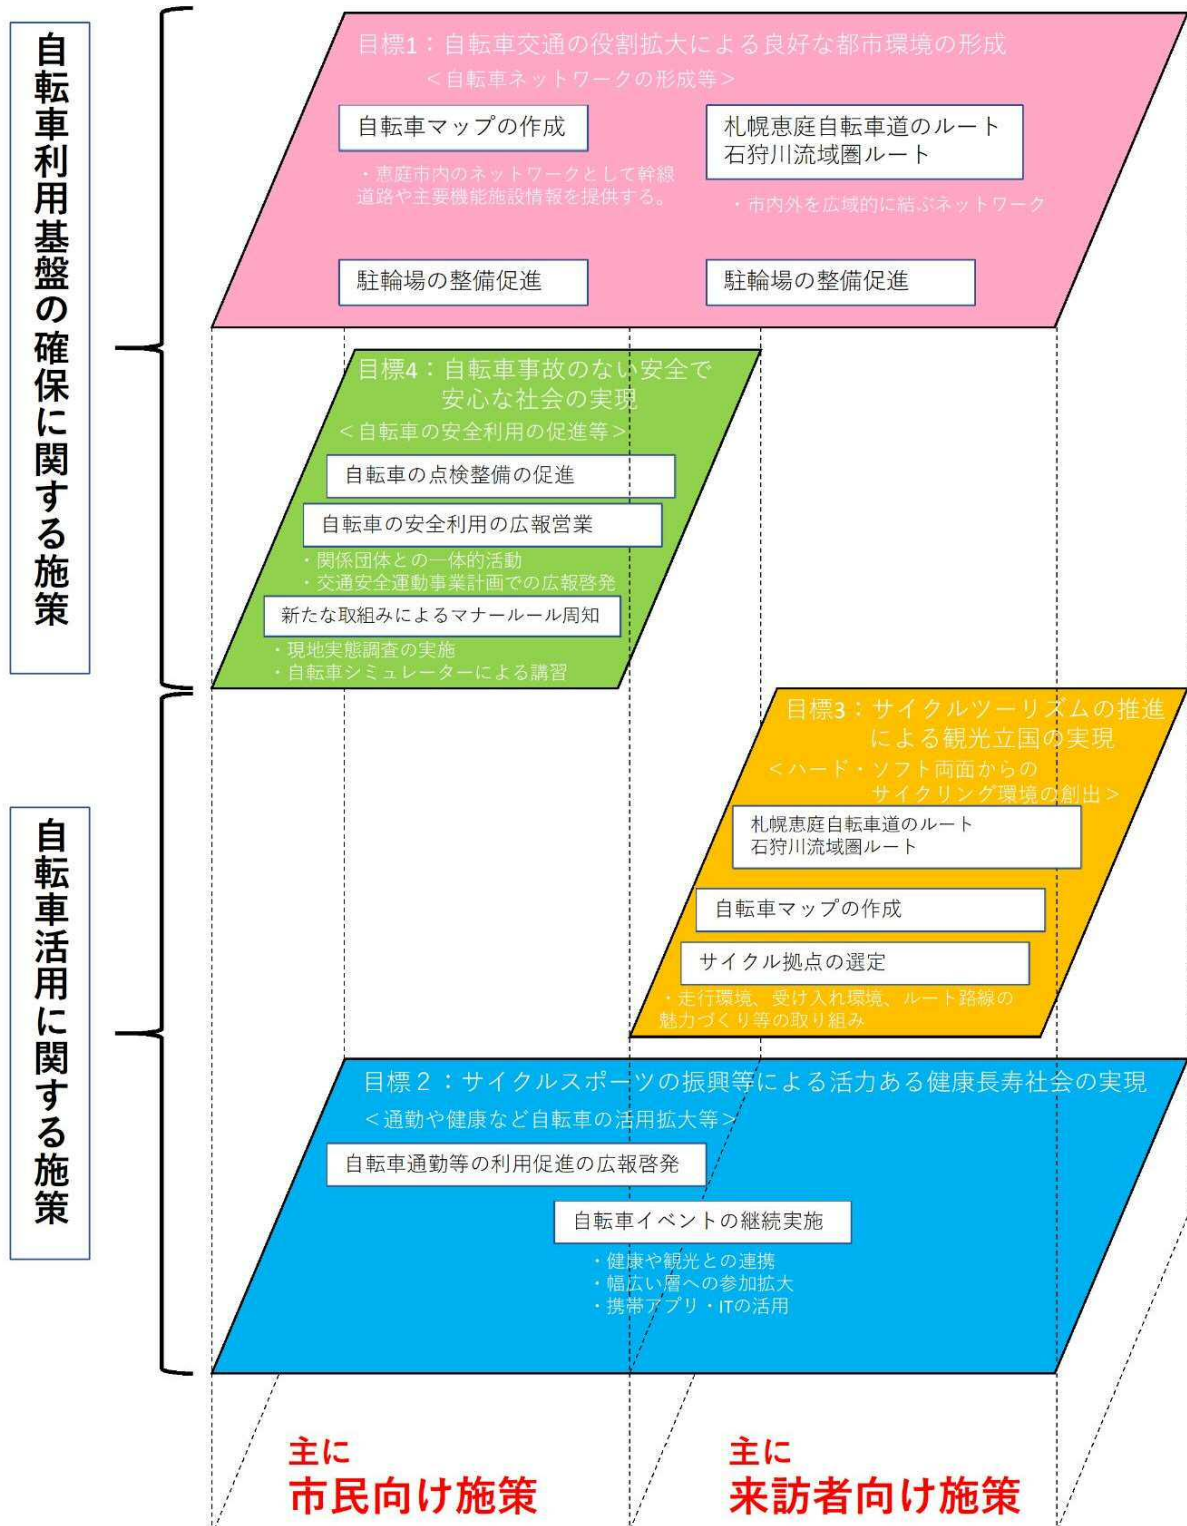 自転車利用基盤の確保に関する施策
目標1：自転車交通の役割拡大による良好な都市環境の形成
＜自転車ネットワークの形成等＞
自転車マップの作成
・恵庭市内のネットワークとして幹線
道路や主要機能施設情報を提供する。
札幌恵庭自転車道のルート
石狩川流域圏ルート
・市内外を広域的に結ぶネットワーク
駐輪場の整備促進
駐輪場の整備促進
目標4：自転車事故のない安全で
安心な社会の実現
＜自転車の安全利用の促進等＞
自転車の点検整備の促進
自転車の安全利用の広報営業
・関係団体との一体的活動
・交通安全運動事業計画での広報啓発
新たな取組みによるマナールール周知
・現地実態調査の実施
・自転車シミュレーターによる講習
自転車活用に関する施策
目標3：サイクルツーリズムの推進
による観光立国の実現
＜ハード・ソフト両面からの
サイクリング環境の創出＞
札幌恵庭自転車道のルート
石狩川流域圏ルート
自転車マップの作成
サイクル拠点の選定
・走行環境、受け入れ環境、ルート路線の
魅力づくり等の取り組み
目標２：サイクルスポーツの振興等による活力ある健康長寿社会の実現
＜通勤や健康など自転車の活用拡大等＞
自転車通勤等の利用促進の広報啓発
自転車イベントの継続実施
・健康や観光との連携
・幅広い層への参加拡大
・携帯アプリ・ITの活用
主に
市民向け施策
主に
来訪者向け施策